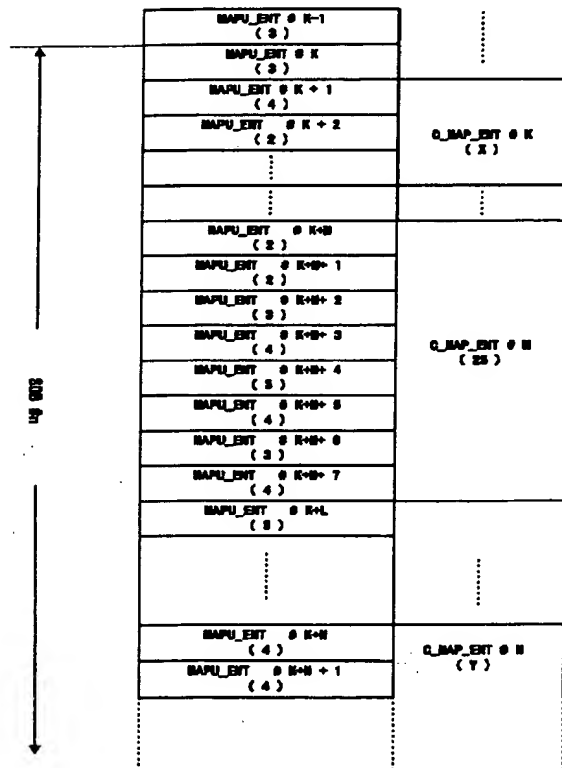 MAPU_ENT # K-1
( 3 )
MAPU_ENT # K
( 3 )
MAPU_ENT # K + 1
( 4 )
MAPU_ENT # K + 2
( 2 )
C_MAP_ENT # K
( X )
MAPU_ENT # K+M
( 2 )
MAPU_ENT # K+M+ 1
( 2 )
MAPU_ENT # K+M+ 2
( 3 )
MAPU_ENT # K+M+ 3
( 4 )
MAPU_ENT # K+M+ 4
( 3 )
MAPU_ENT # K+M+ 5
( 4 )
MAPU_ENT # K+M+ 6
( 3 )
MAPU_ENT # K+M+ 7
( 4 )
C_MAP_ENT # M
( 25 )
MAPU_ENT # K+L
( 3 )
MAPU_ENT # K+N
( 4 )
MAPU_ENT # K+N + 1
( 4 )
C_MAP_ENT # N
( Y )
SOB #n